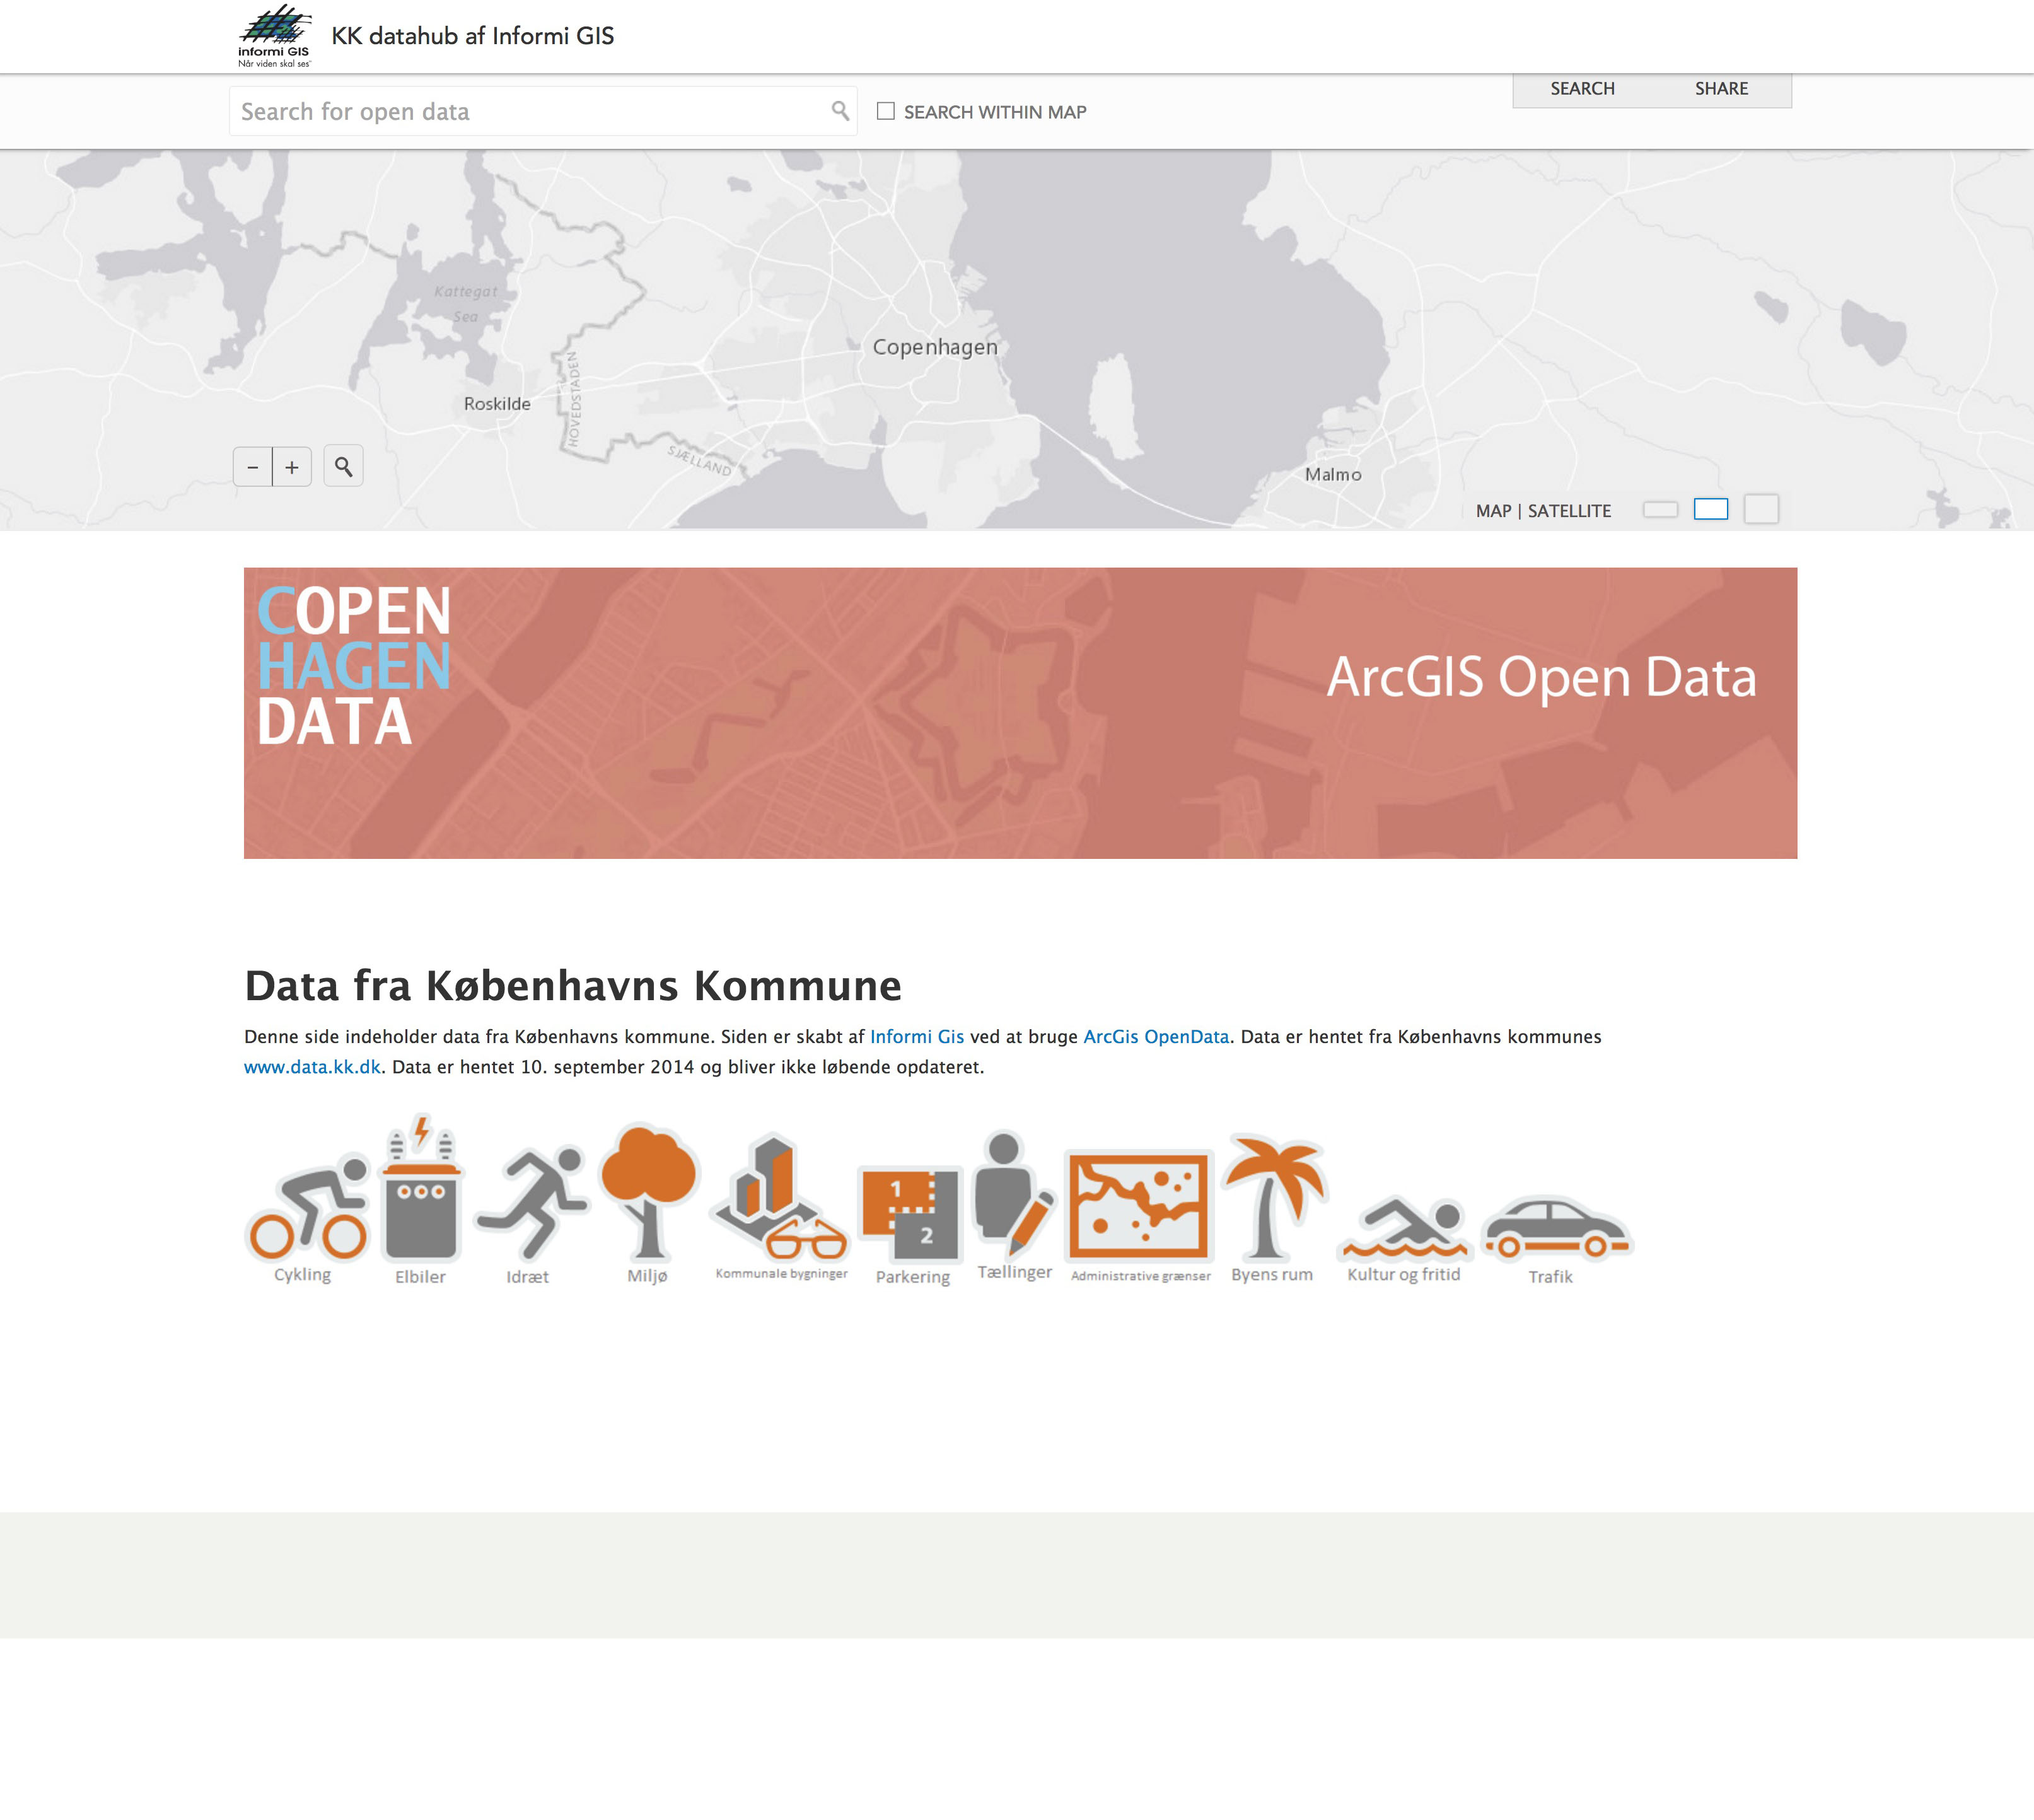 informi GIS
Når viden skal ses
KK datahub af Informi GIS
SEARCH
SHARE
Search for open data
SEARCH WITHIN MAP
Kattegat
Sea
Copenhagen
HOVEDSTADEN
Roskilde
SJÆLLAND
Malmo
− +
MAP | SATELLITE
COPEN
HAGEN
DATA
ArcGIS Open Data
Data fra Københavns Kommune
Denne side indeholder data fra Københavns kommune. Siden er skabt af Informi Gis ved at bruge ArcGis OpenData. Data er hentet fra Københavns kommunes
www.data.kk.dk. Data er hentet 10. september 2014 og bliver ikke løbende opdateret.
1
2
Cykling
Elbiler
Idræt
Miljø
Kommunale bygninger
Parkering
Tællinger
Administrative grænser
Byens rum
Kultur og fritid
Trafik